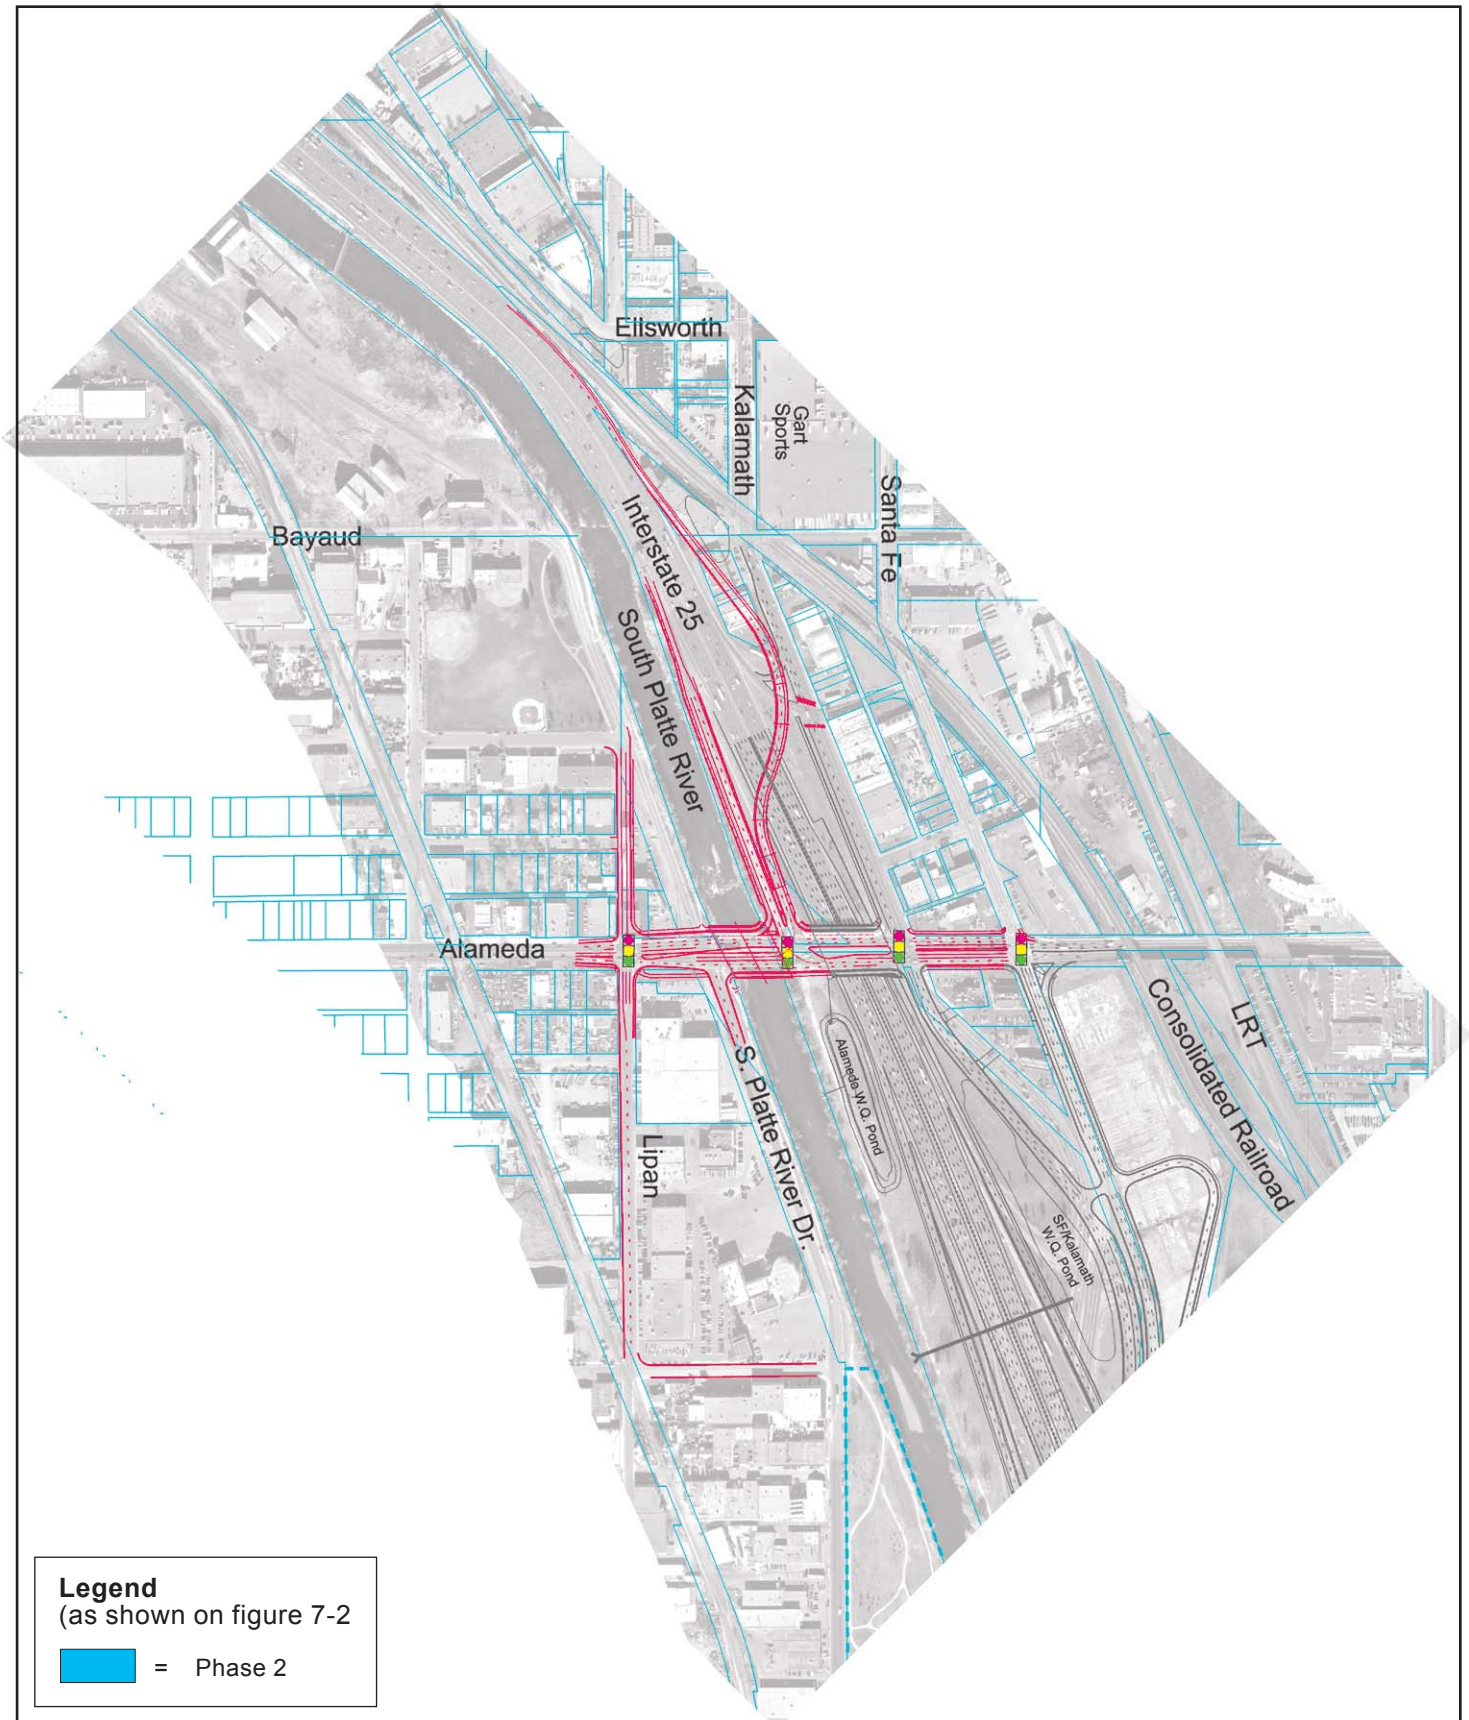 Ellsworth
Kalamath
Gart
Sports
Santa Fe
Bayaud
Interstate 25
South Platte River
Alameda
Alameda W.Q. Pond
S. Platte River Dr.
Lipan
Consolidated Railroad
LRT
SF/Kalamath
W.Q. Pond
Legend
(as shown on figure 7-2
= Phase 2